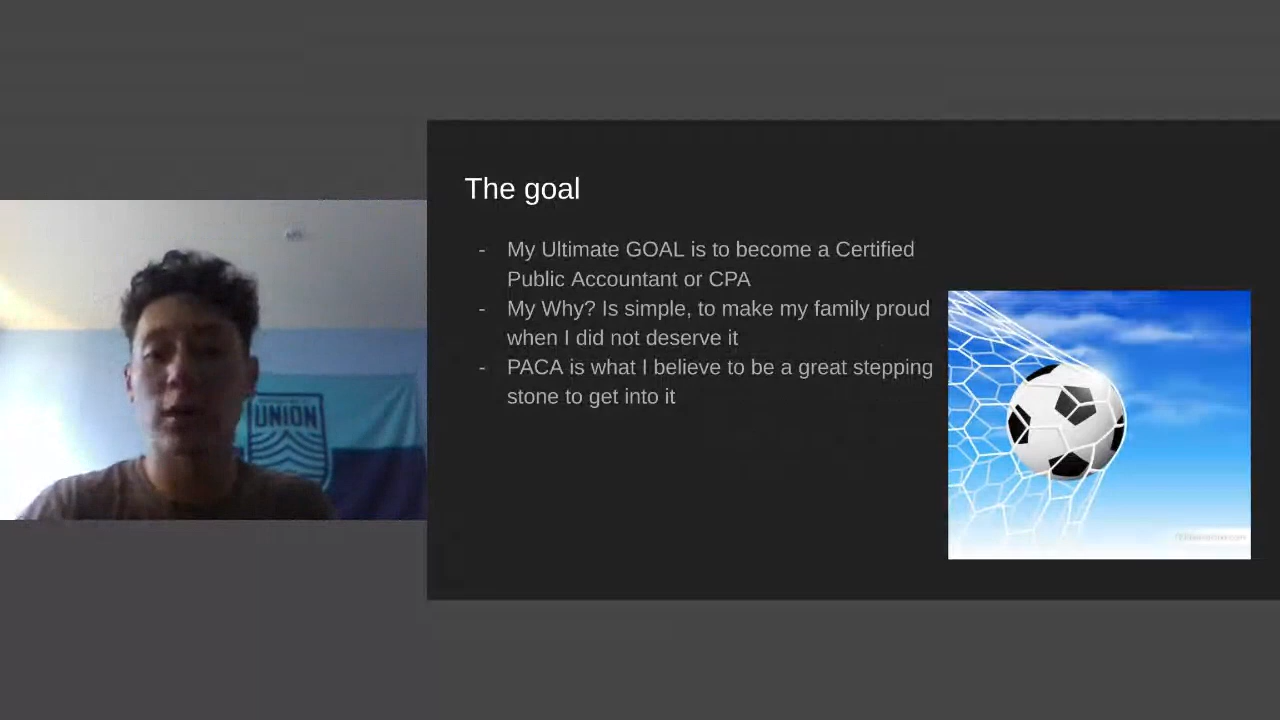 The goal
- My Ultimate GOAL is to become a Certified
Public Accountant or CPA
- My Why? Is simple, to make my family proud
when I did not deserve it
- PACA is what I believe to be a great stepping
stone to get into it
UNION